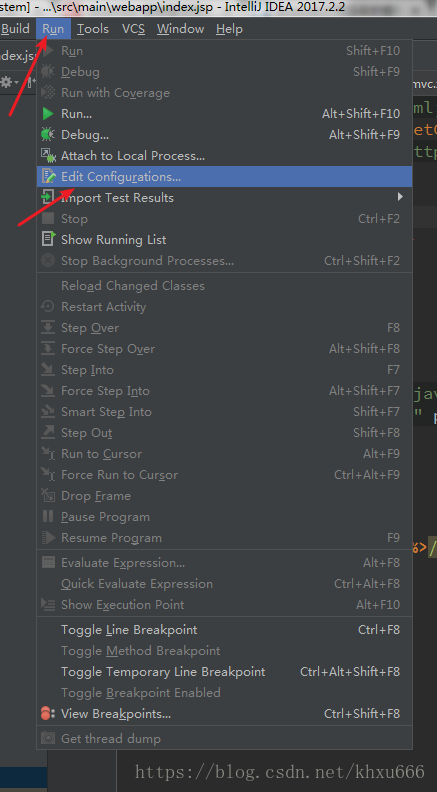 stem] - ...\src\main\webapp\index.jsp - IntelliJ IDEA 2017.2.2
Build Run Tools VCS Window Help
ndex.jsp
Run Shift+F10
Debug Shift+F9
Run with Coverage
mvc.
Run... Alt+Shift+F10
Debug... Alt+Shift+F9
Attach to Local Process...
Edit Configurations...
Import Test Results
Stop Ctrl+F2
Show Running List
Stop Background Processes... Ctrl+Shift+F2
Reload Changed Classes
Restart Activity
Step Over F8
Force Step Over Alt+Shift+F8
Step Into F7
Force Step Into Alt+Shift+F7
Smart Step Into Shift+F7
Step Out Shift+F8
Run to Cursor Alt+F9
Force Run to Cursor Ctrl+Alt+F9
Drop Frame
Pause Program
Resume Program F9
%>/
Evaluate Expression... Alt+F8
Quick Evaluate Expression Ctrl+Alt+F8
Show Execution Point Alt+F10
Toggle Line Breakpoint Ctrl+F8
Toggle Method Breakpoint
Toggle Temporary Line Breakpoint Ctrl+Alt+Shift+F8
Toggle Breakpoint Enabled
View Breakpoints... Ctrl+Shift+F8
Get thread dump
https://blog.csdn.net/khxu666